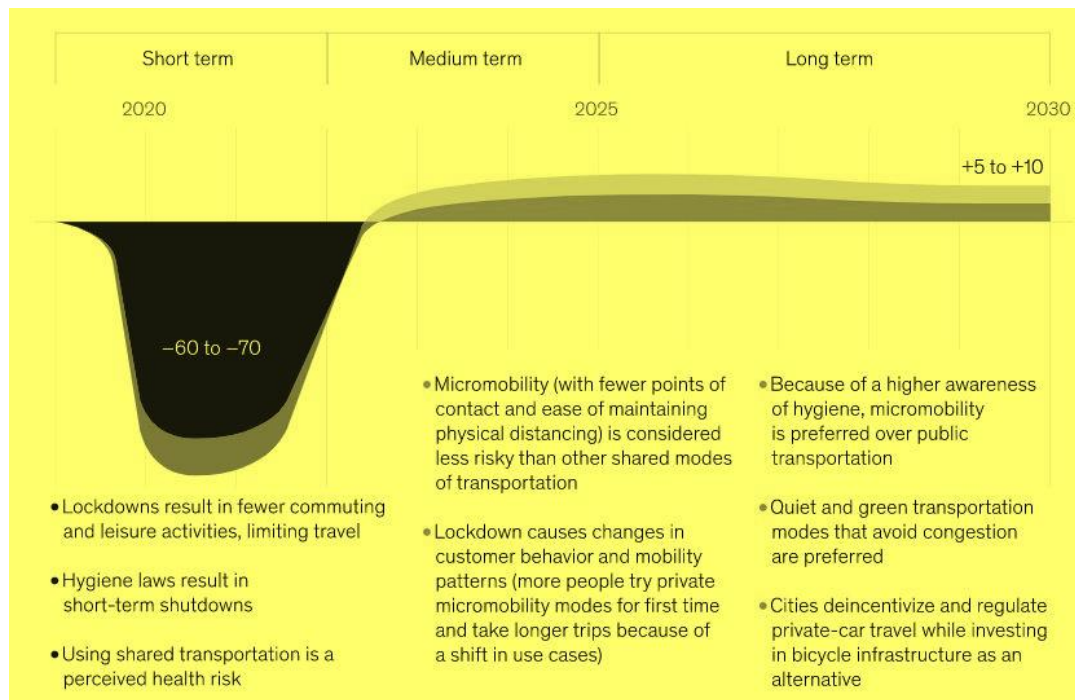 Short term
Medium term
Long term
2020
2025
2030
+5 to +10
–60 to –70
•Lockdowns result in fewer commuting
and leisure activities, limiting travel
•Hygiene laws result in
short-term shutdowns
•Using shared transportation is a
perceived health risk
•Micromobility (with fewer points of
contact and ease of maintaining
physical distancing) is considered
less risky than other shared modes
of transportation
•Lockdown causes changes in
customer behavior and mobility
patterns (more people try private
micromobility modes for first time
and take longer trips because of
a shift in use cases)
•Because of a higher awareness
of hygiene, micromobility
is preferred over public
transportation
•Quiet and green transportation
modes that avoid congestion
are preferred
•Cities deincentivize and regulate
private-car travel while investing
in bicycle infrastructure as an
alternative